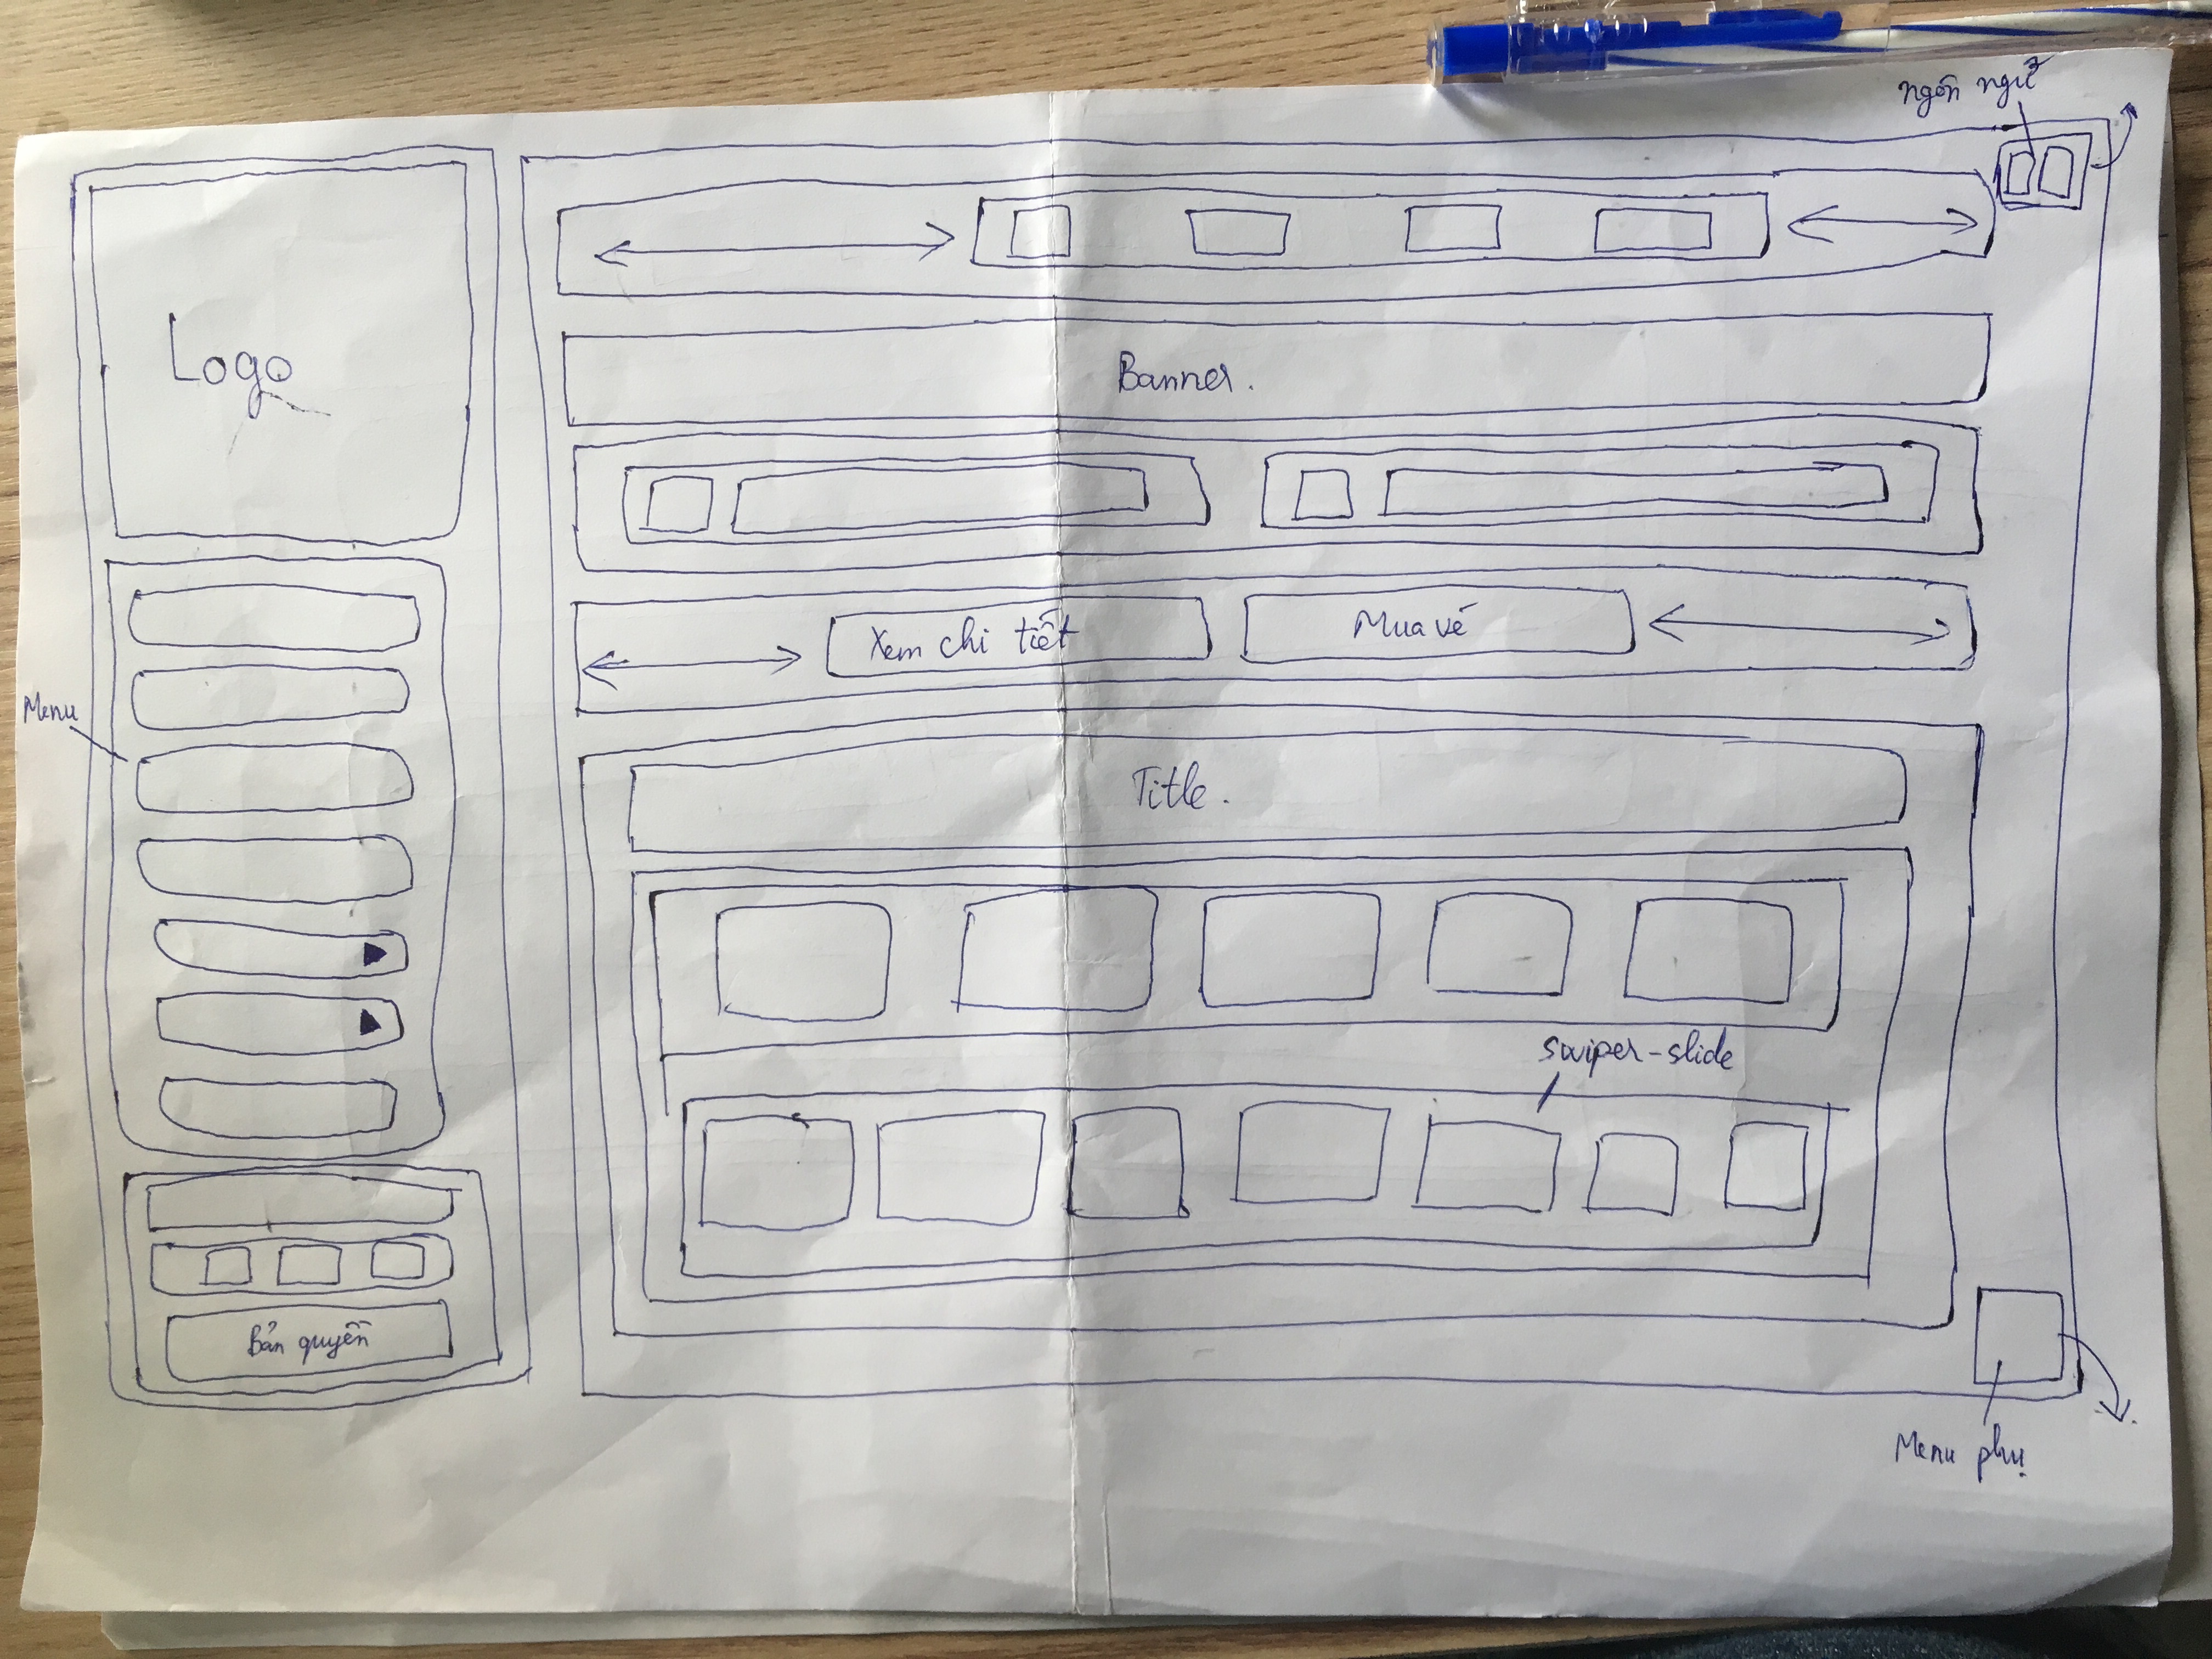 ngôn ngữ
Logo
Banner.
Xem chi tiết
Mua vé
Menu
Title.
swiper-slide
Bản quyền
Menu phụ